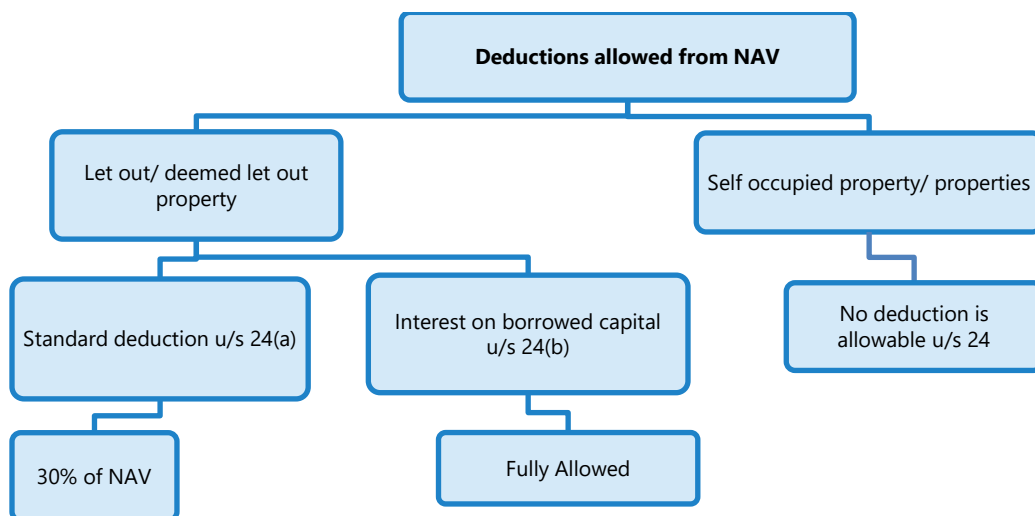 Deductions allowed from NAV
Let out/ deemed let out
property
Self occupied property/ properties
Standard deduction u/s 24(a)
Interest on borrowed capital
u/s 24(b)
No deduction is
allowable u/s 24
30% of NAV
Fully Allowed